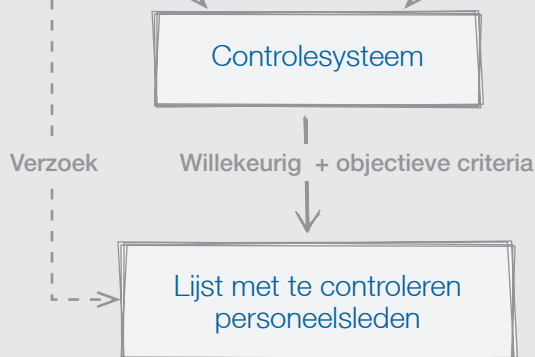 Controlesysteem
Verzoek
Willekeurig + objectieve criteria
Lijst met te controleren
personeelsleden